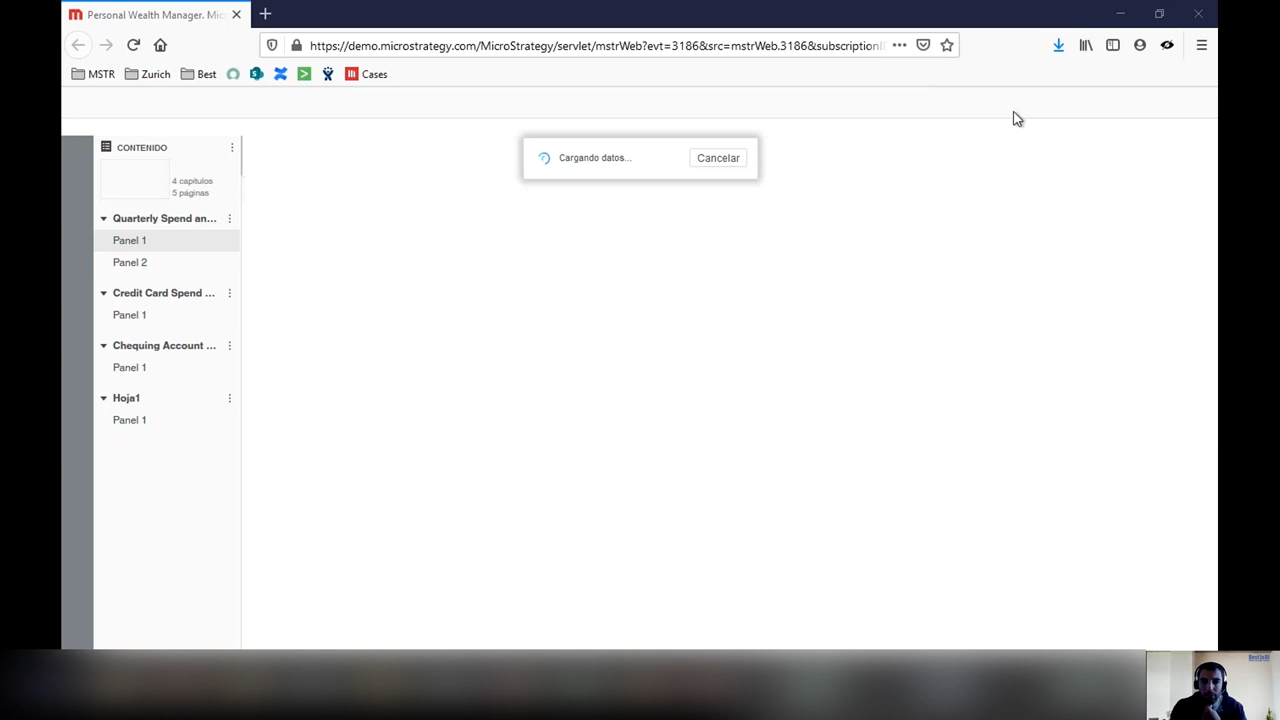 Personal Wealth Manager. Mic
https://demo.microstrategy.com/MicroStrategy/servlet/mstrWeb?evt=3186&src=mstrWeb.3186&subscriptionI
MSTR
Zurich
Best
Cases
CONTENIDO
4 capítulos
5 páginas
Quarterly Spend an...
Panel 1
Panel 2
Credit Card Spend ...
Panel 1
Chequing Account ...
Panel 1
Hoja1
Panel 1
Cargando datos...
Cancelar